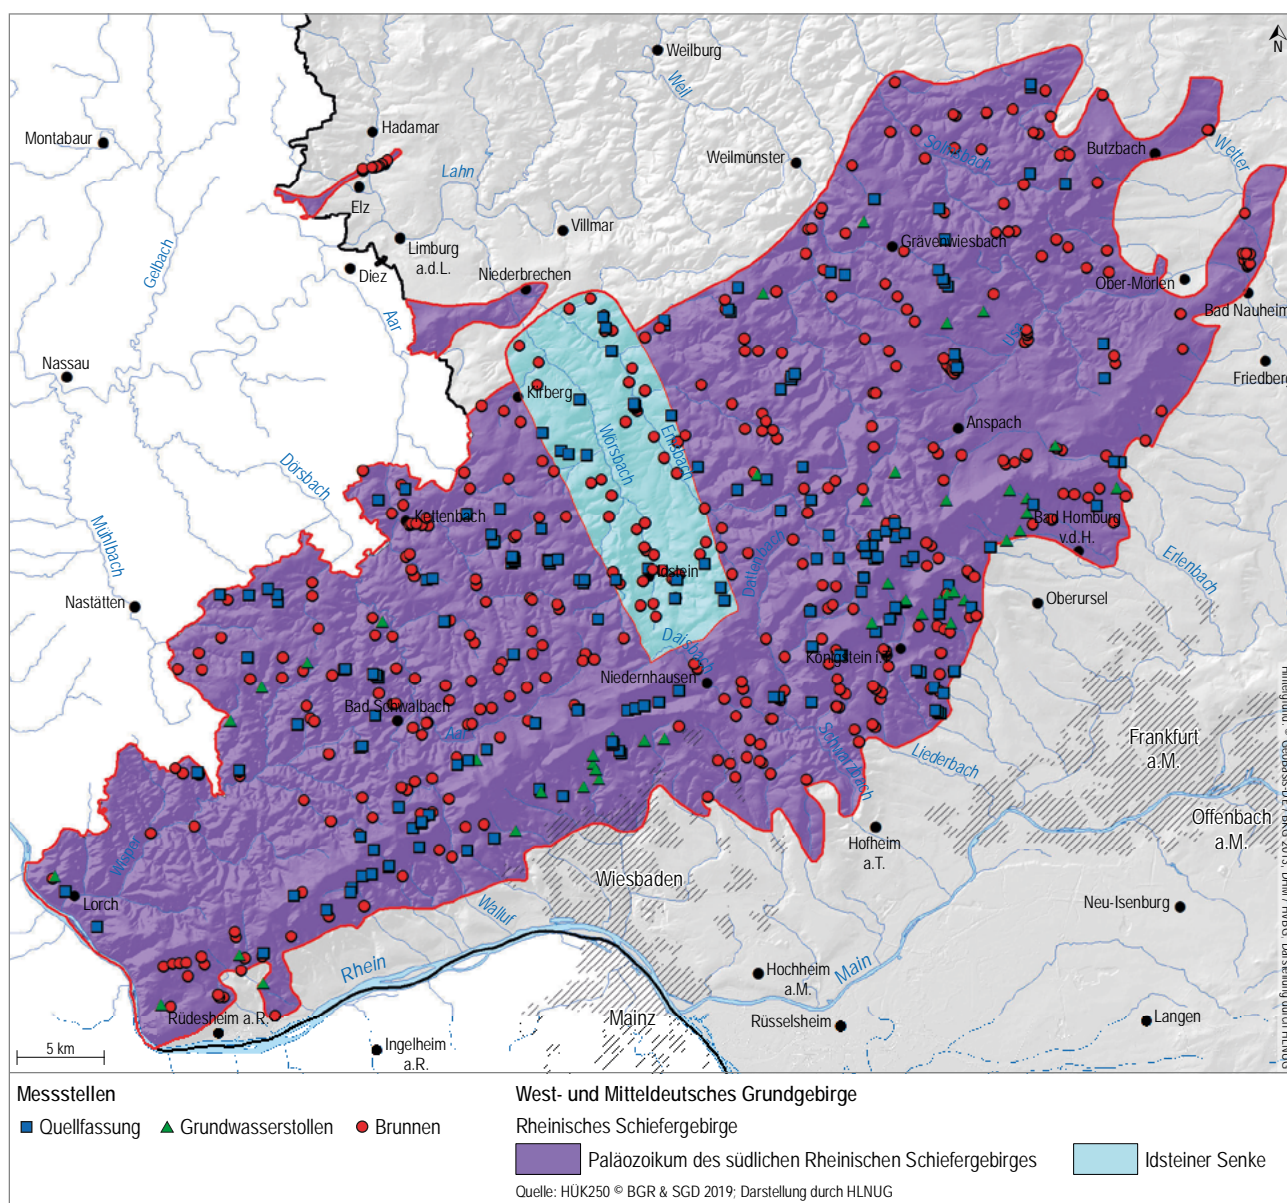 N
Weilburg
Weil
Montabaur
Hadamar
Lahn
Weilmünster
Solmsbach
Butzbach
Wetter
Elz
Villmar
Limburg
a.d.L.
Gelbach
Diez
Niederbrechen
Grävenwiesbach
Ober-Mörlen
Bad Nauheim
Aar
Usa
Nassau
Friedberg
Kirberg
Wörsbach
Emsbach
Anspach
Dörsbach
Kettenbach
Bad Homburg
v.d.H.
Mühlbach
Dattenbach
Erlenbach
Idstein
Nastätten
Oberursel
Daisbach
Königstein i.
Niedernhausen
Bad Schwalbach
Aar
Schwarzbach
Liederbach
Frankfurt
a.M.
Offenbach
a.M.
Hofheim
a.T.
Wisper
Wiesbaden
Lorch
Walluf
Neu-Isenburg
Rhein
Main
Hochheim
a.M.
Rüdesheim a.R.
Mainz
Rüsselsheim
Langen
Ingelheim
a.R.
5 km
Messstellen
Quellfassung
Grundwasserstollen
Brunnen
West- und Mitteldeutsches Grundgebirge
Rheinisches Schiefergebirge
Paläozoikum des südlichen Rheinischen Schiefergebirges
Idsteiner Senke
Quelle: HÜK250 © BGR & SGD 2019; Darstellung durch HLNUG